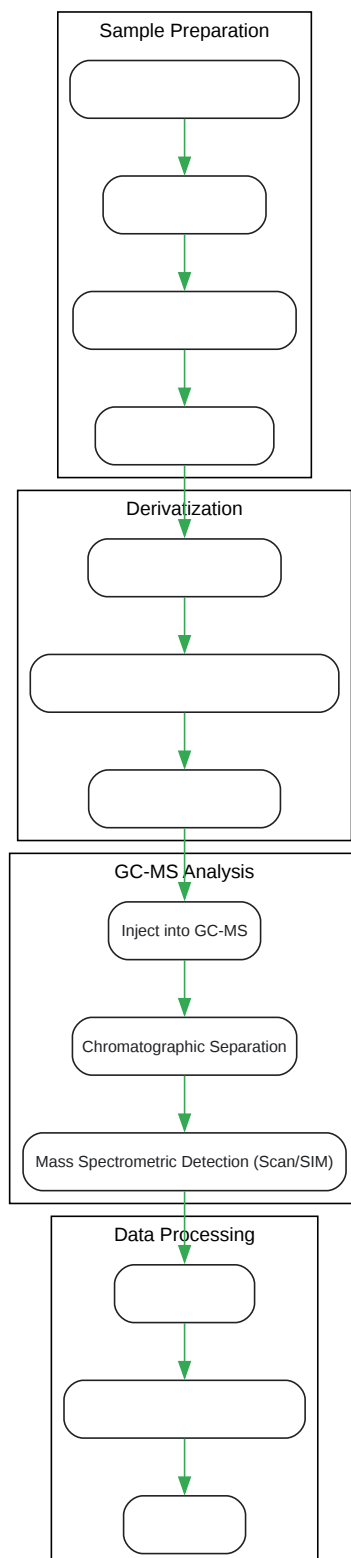 Sample Preparation
Derivatization
GC-MS Analysis
Inject into GC-MS
Chromatographic Separation
Mass Spectrometric Detection (Scan/SIM)
Data Processing